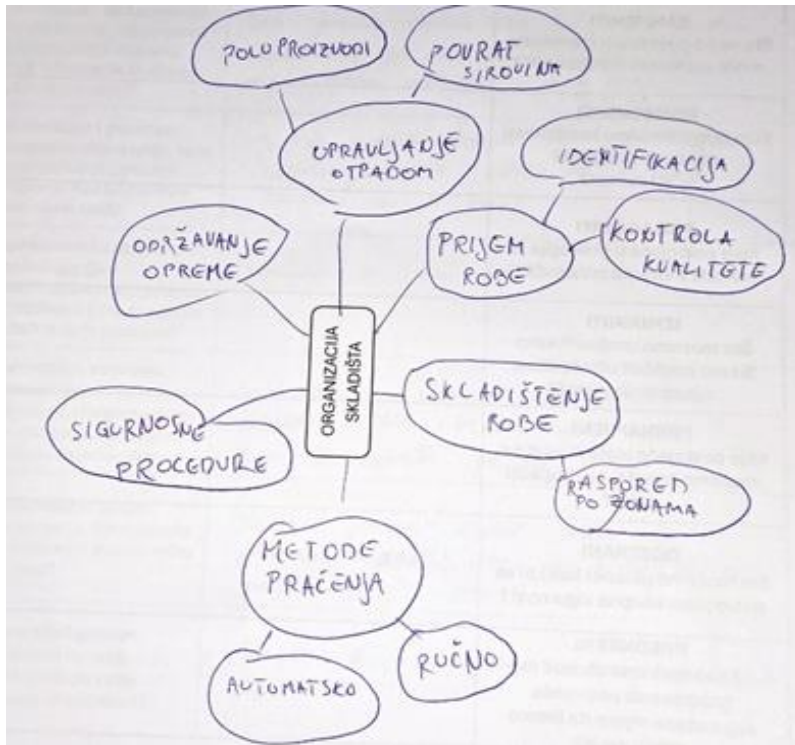 POLUPROIZVODI
POVRAT
SIROVINA
UPRAVLJANJE
OTPADOM
IDENTIFIKACIJA
ODRŽAVANJE
OPREME
PRIJEM
ROBE
KONTROLA
KVALITETE
ORGANIZACIJA
SKLADIŠTA
SKLADIŠTENJE
ROBE
SIGURNOSNE
PROCEDURE
RASPORED
PO ZONAMA
METODE
PRAĆENJA
AUTOMATSKO
RUČNO